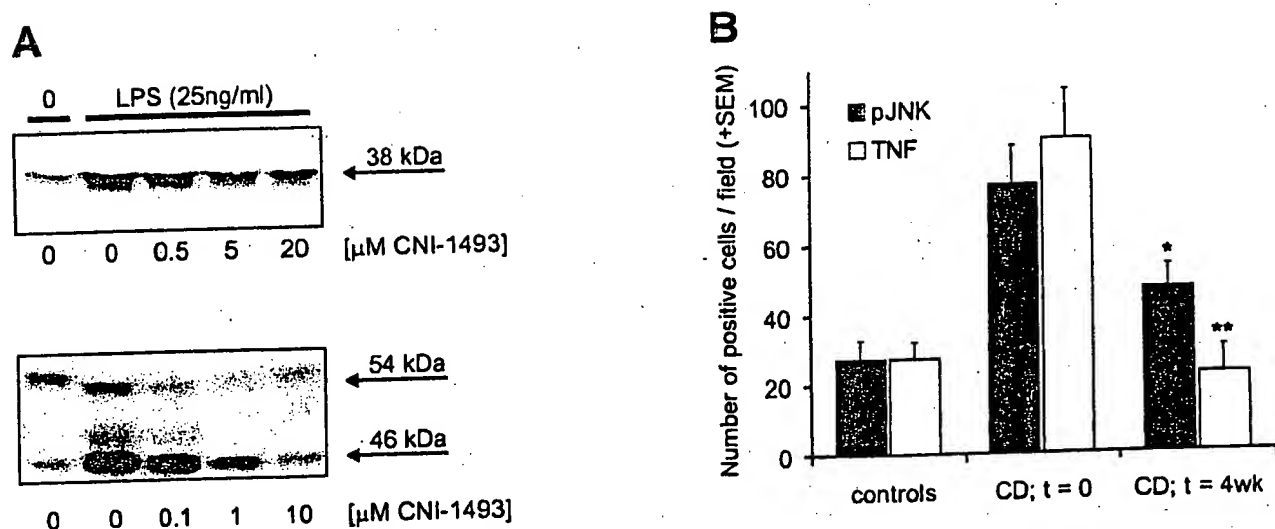 A
0 LPS (25ng/ml)
38 kDa
0 0 0.5 5 20 [µM CNI-1493]
54 kDa
46 kDa
0 0 0.1 1 10 [µM CNI-1493]
B
Number of positive cells / field (+SEM)
100
80
60
40
20
0
pJNK
TNF
*
**
controls CD; t = 0 CD; t = 4wk